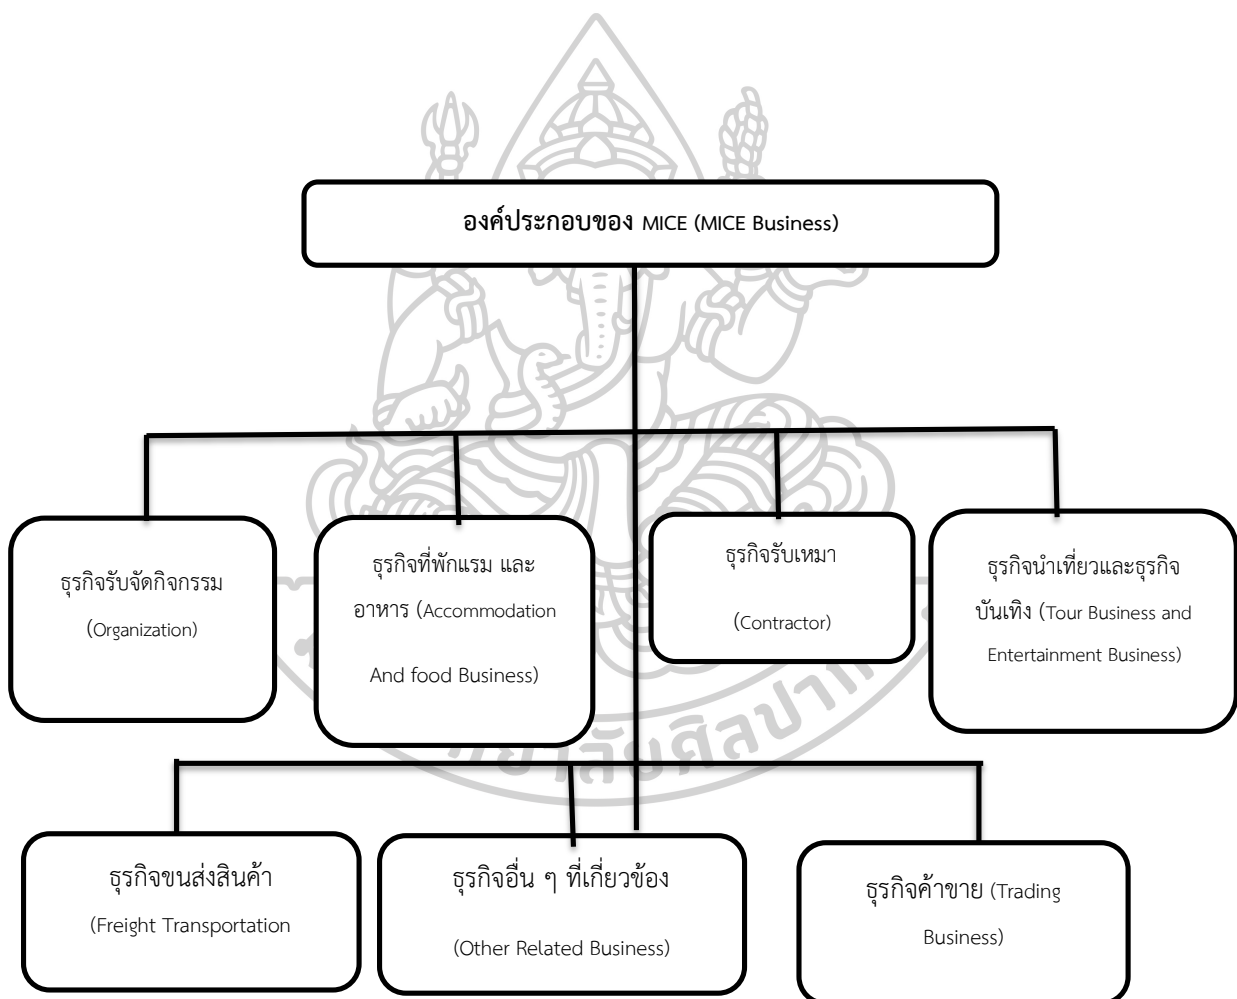 องค์ประกอบของ MICE (MICE Business)
ธุรกิจรับจัดกิจกรรม
(Organization)
ธุรกิจที่พักแรม และ
อาหาร (Accommodation
And food Business)
ธุรกิจรับเหมา
(Contractor)
ธุรกิจนำเที่ยวและธุรกิจ
บันเทิง (Tour Business and
Entertainment Business)
ธุรกิจขนส่งสินค้า
(Freight Transportation
ธุรกิจอื่น ๆ ที่เกี่ยวข้อง
(Other Related Business)
ธุรกิจค้าขาย (Trading
Business)